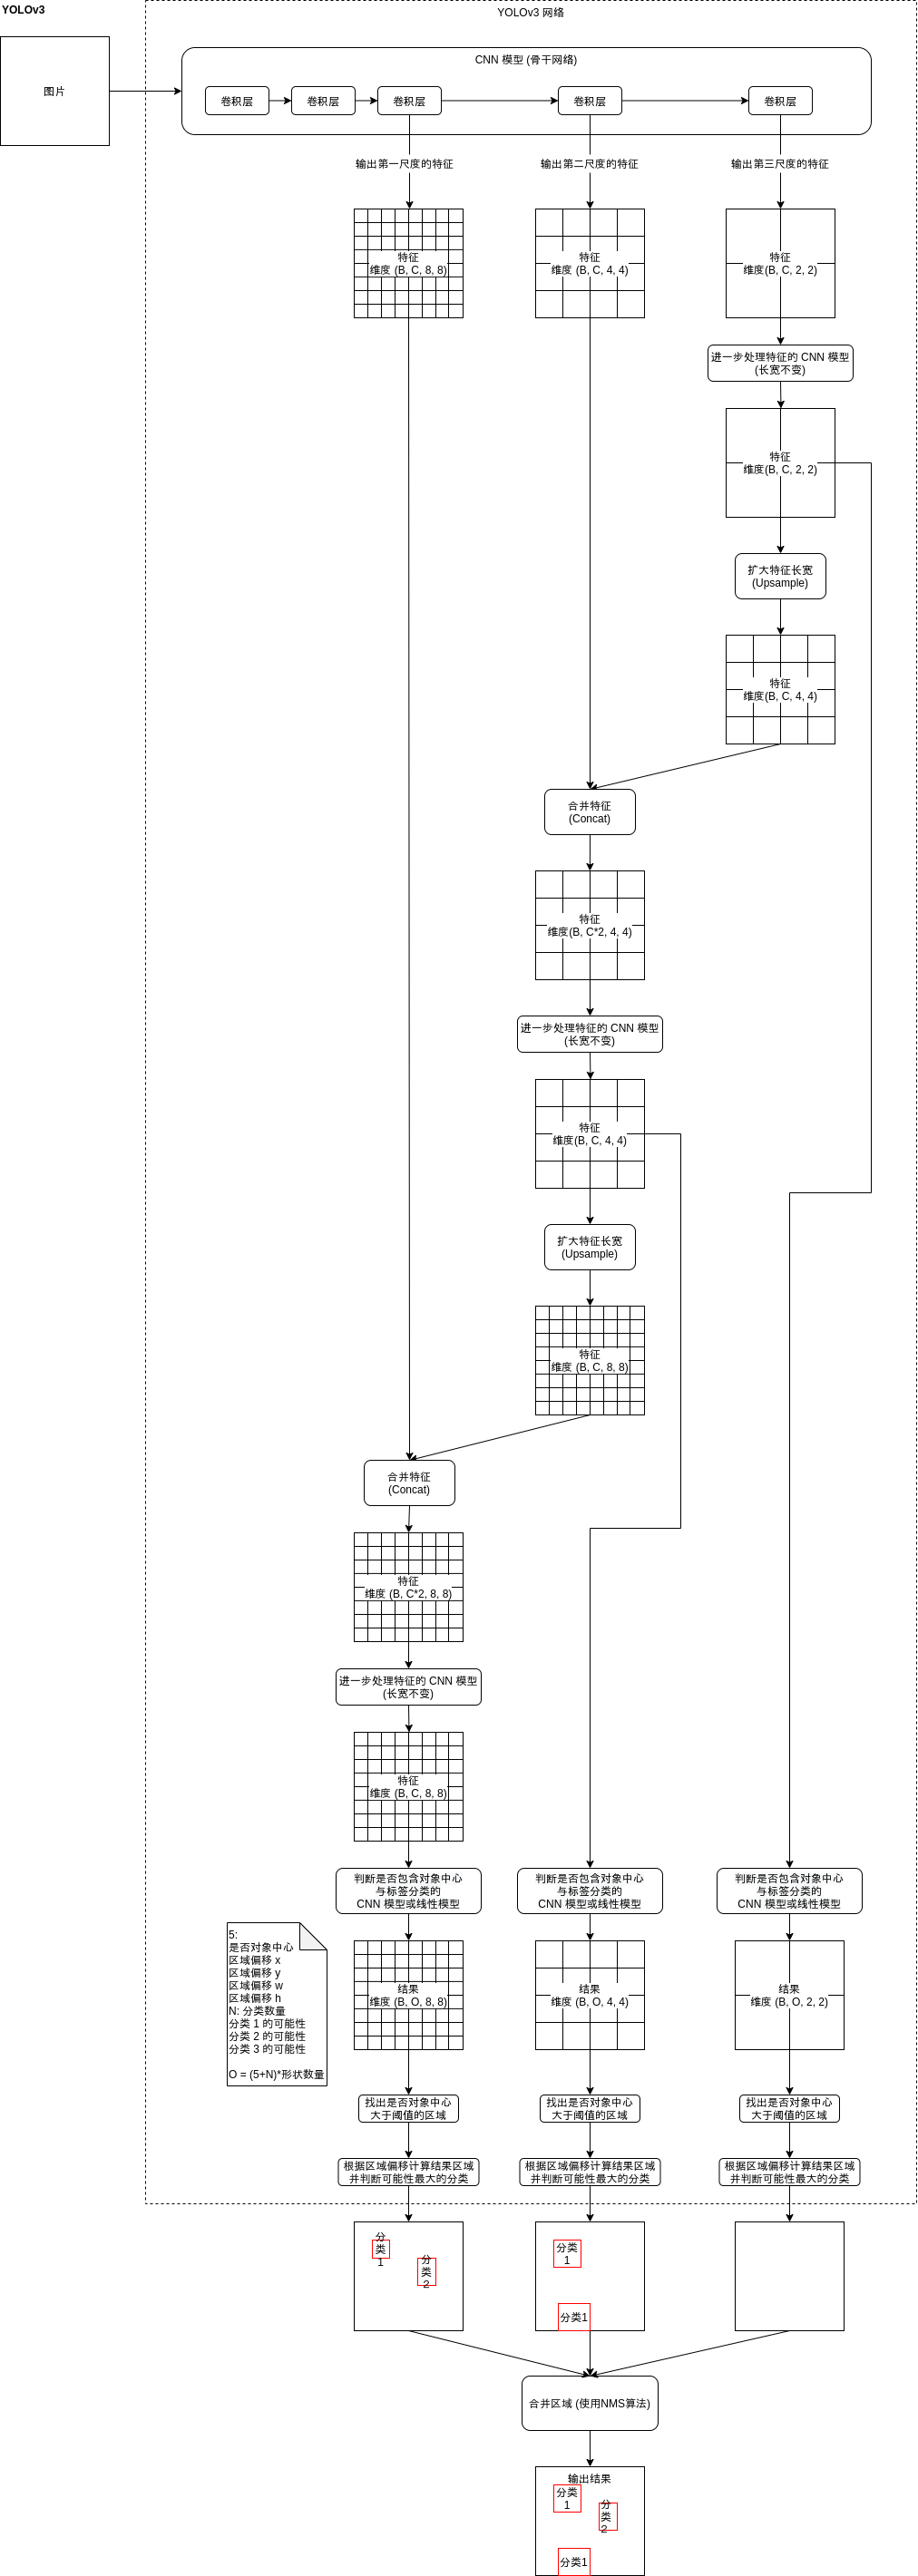 YOLOv3
YOLOv3 网络
图片
CNN 模型 (骨干网络)
卷积层
卷积层
卷积层
卷积层
卷积层
输出第一尺度的特征
输出第二尺度的特征
输出第三尺度的特征
特征
维度 (B, C, 8, 8)
特征
维度 (B, C, 4, 4)
特征
维度(B, C, 2, 2)
进一步处理特征的 CNN 模型
(长宽不变)
特征
维度(B, C, 2, 2)
扩大特征长宽
(Upsample)
特征
维度(B, C, 4, 4)
合并特征
(Concat)
特征
维度(B, C*2, 4, 4)
进一步处理特征的 CNN 模型
(长宽不变)
特征
维度(B, C, 4, 4)
扩大特征长宽
(Upsample)
特征
维度 (B, C, 8, 8)
合并特征
(Concat)
特征
维度 (B, C*2, 8, 8)
进一步处理特征的 CNN 模型
(长宽不变)
特征
维度 (B, C, 8, 8)
判断是否包含对象中心
与标签分类的
CNN 模型或线性模型
判断是否包含对象中心
与标签分类的
CNN 模型或线性模型
判断是否包含对象中心
与标签分类的
CNN 模型或线性模型
5:
是否对象中心
区域偏移 x
区域偏移 y
区域偏移 w
区域偏移 h
N: 分类数量
分类 1 的可能性
分类 2 的可能性
分类 3 的可能性
O = (5+N)*形状数量
结果
维度 (B, O, 8, 8)
结果
维度 (B, O, 4, 4)
结果
维度 (B, O, 2, 2)
找出是否对象中心
大于阈值的区域
找出是否对象中心
大于阈值的区域
找出是否对象中心
大于阈值的区域
根据区域偏移计算结果区域
并判断可能性最大的分类
根据区域偏移计算结果区域
并判断可能性最大的分类
根据区域偏移计算结果区域
并判断可能性最大的分类
分
类
1
分
类
2
分类
1
分类1
合并区域 (使用NMS算法)
输出结果
分类
1
分
类
2
分类1